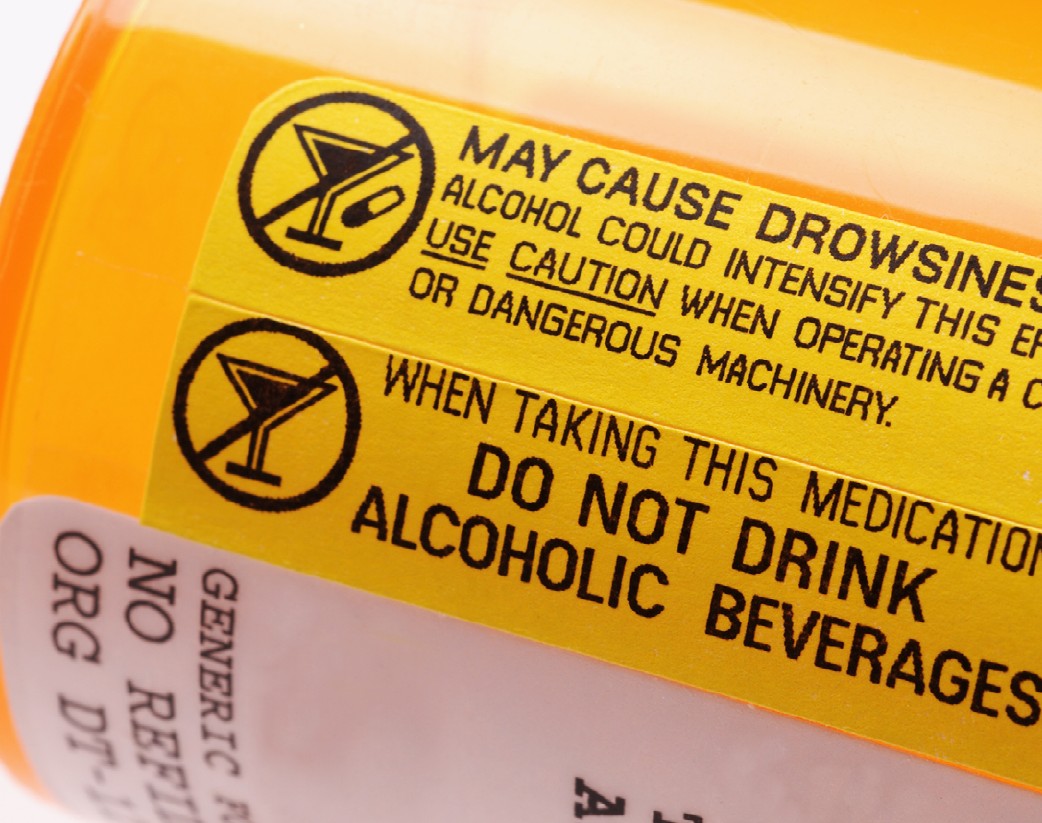 MAY CAUSE DROWSINES
ALCOHOL COULD INTENSIFY THIS EF
USE CAUTION WHEN OPERATING A C
OR DANGEROUS MACHINERY.
WHEN TAKING THIS MEDICATION
DO NOT DRINK
ALCOHOLIC BEVERAGES
GENERIC F
NO REFI
ORG DT-
A